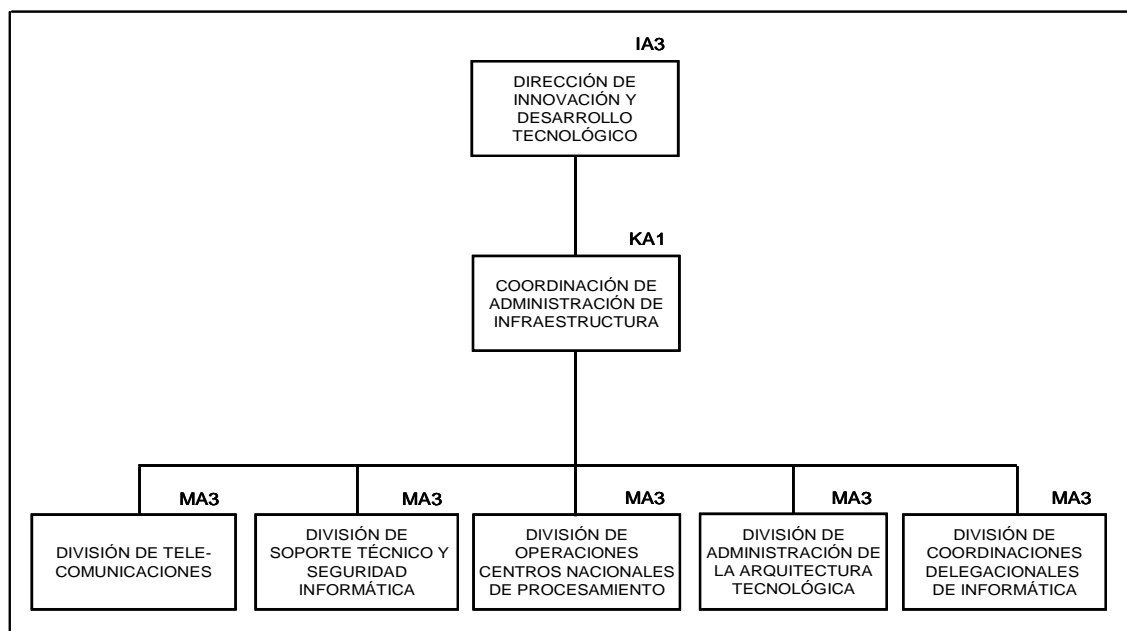 IA3
DIRECCIÓN DE
INNOVACIÓN Y
DESARROLLO
TECNOLÓGICO
KA1
COORDINACIÓN DE
ADMINISTRACIÓN DE
INFRAESTRUCTURA
MA3
DIVISIÓN DE TELE-
COMUNICACIONES
MA3
DIVISIÓN DE
SOPORTE TÉCNICO Y
SEGURIDAD
INFORMÁTICA
MA3
DIVISIÓN DE
OPERACIONES
CENTROS NACIONALES
DE PROCESAMIENTO
MA3
DIVISIÓN DE
ADMINISTRACIÓN DE
LA ARQUITECTURA
TECNOLÓGICA
MA3
DIVISIÓN DE
COORDINACIONES
DELEGACIONALES
DE INFORMÁTICA